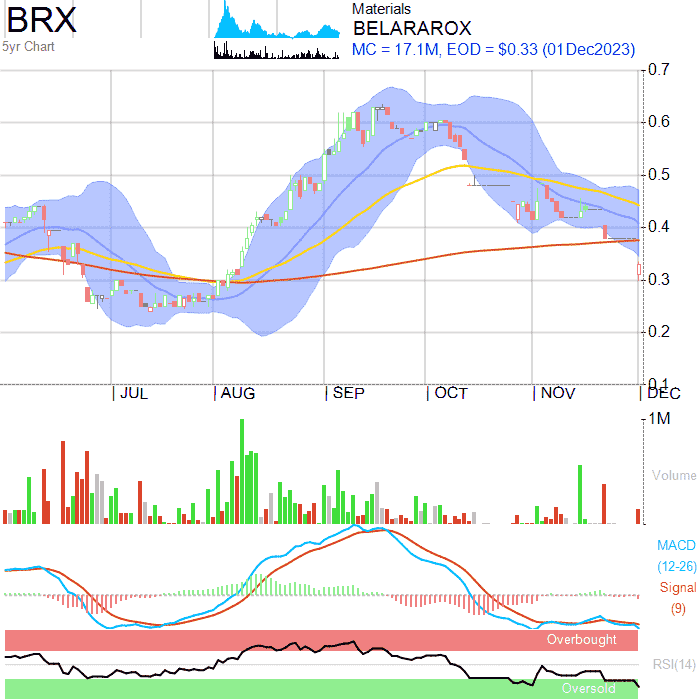 BRX
5yr Chart
Materials
BELARAROX
MC = 17.1M, EOD = $0.33 (01Dec2023)
0.7
0.6
0.5
0.4
0.3
0.2
0.1
JUL AUG SEP OCT NOV DEC
1M
Volume
MACD
(12-26)
Signal
(9)
Overbought
RSI(14)
Oversold